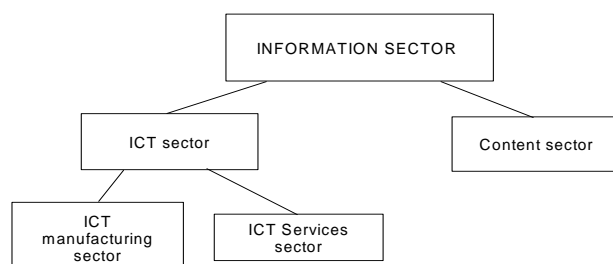 INFORMATION SECTOR
ICT sector
Content sector
ICT
manufacturing
sector
ICT Services
sector